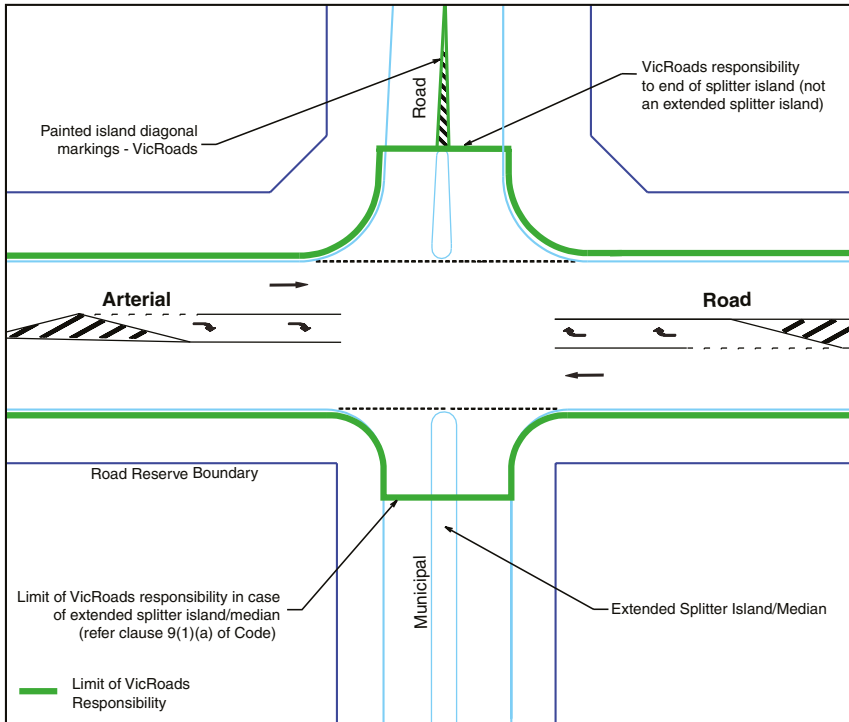 VicRoads responsibility
to end of splitter island (not
an extended splitter island)
Road
Painted island diagonal
markings - VicRoads
Arterial
Road
Road Reserve Boundary
Municipal
Limit of VicRoads responsibility in case
of extended splitter island/median
(refer clause 9(1)(a) of Code)
Extended Splitter Island/Median
Limit of VicRoads
Responsibility